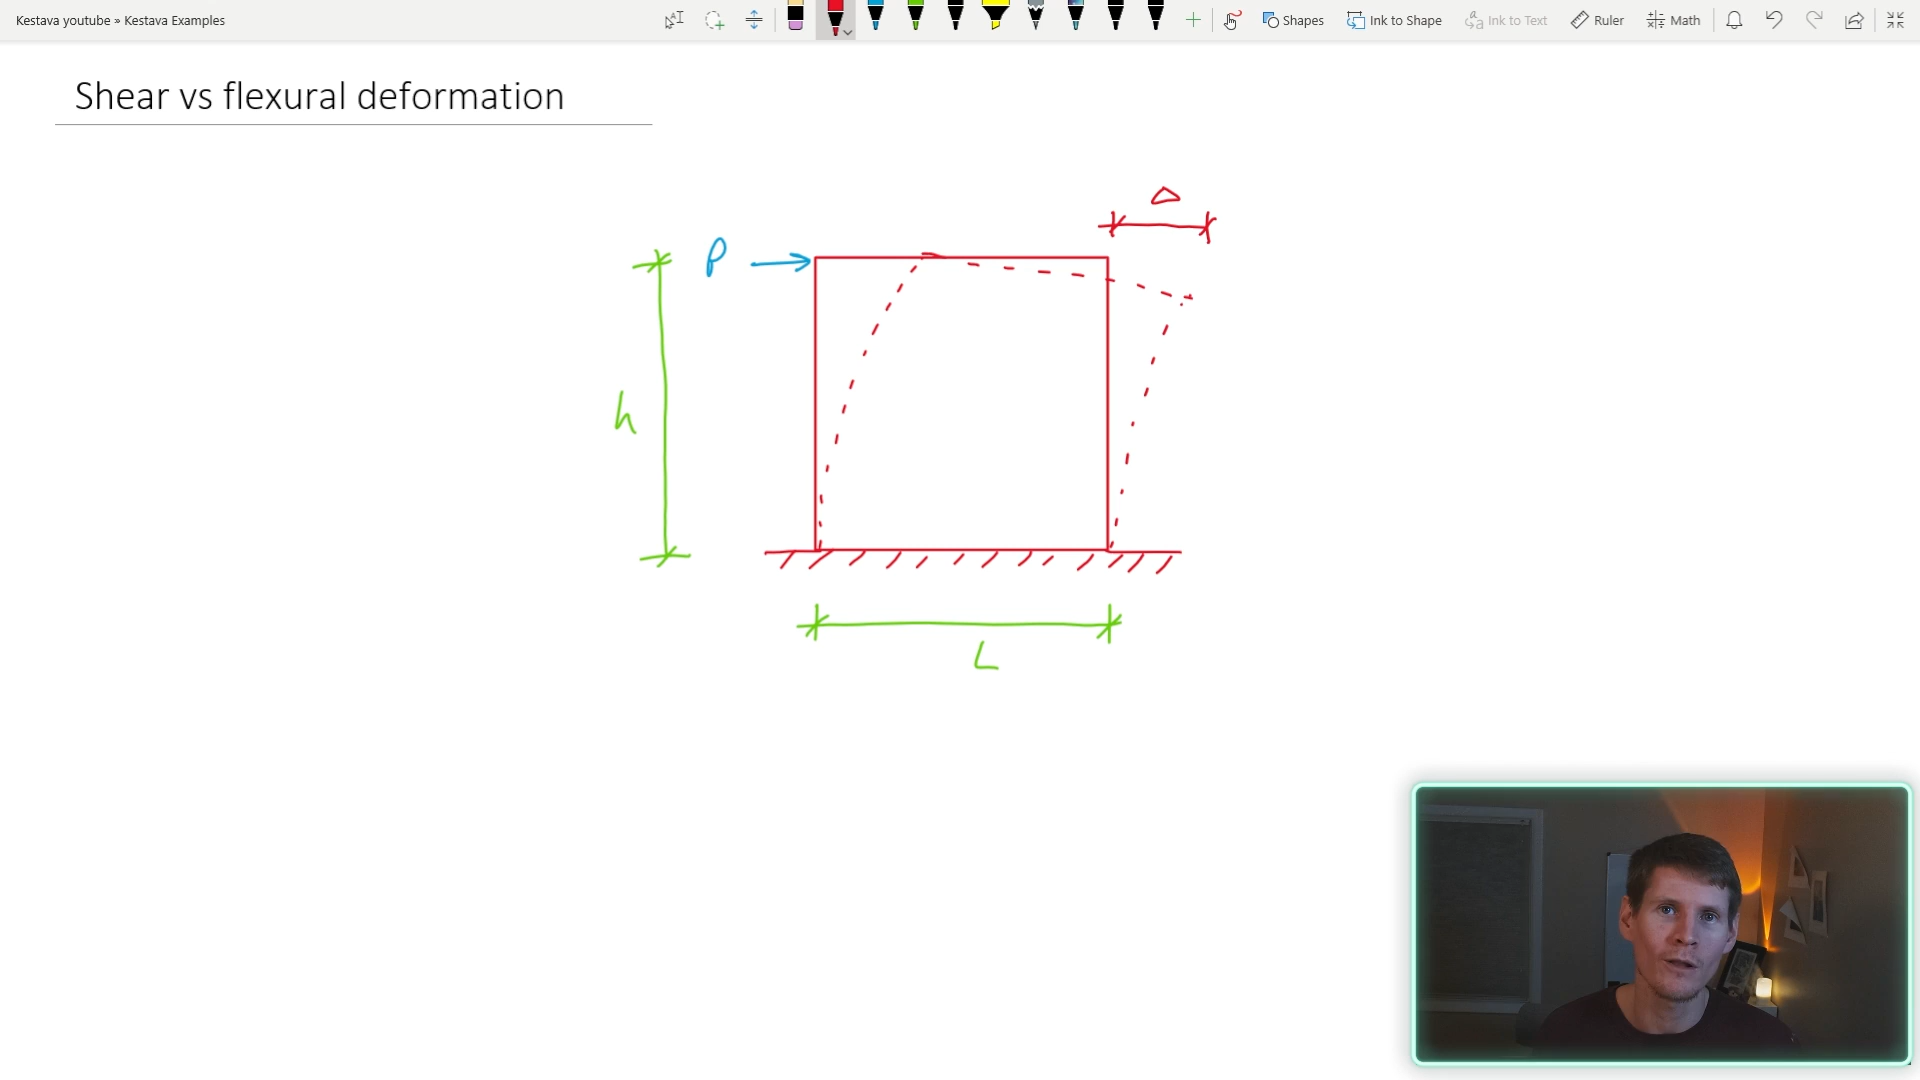 Kestava youtube » Kestava Examples
Shapes
Ink to Shape
Ink to Text
Ruler
Math
Shear vs flexural deformation
Δ
P
h
L